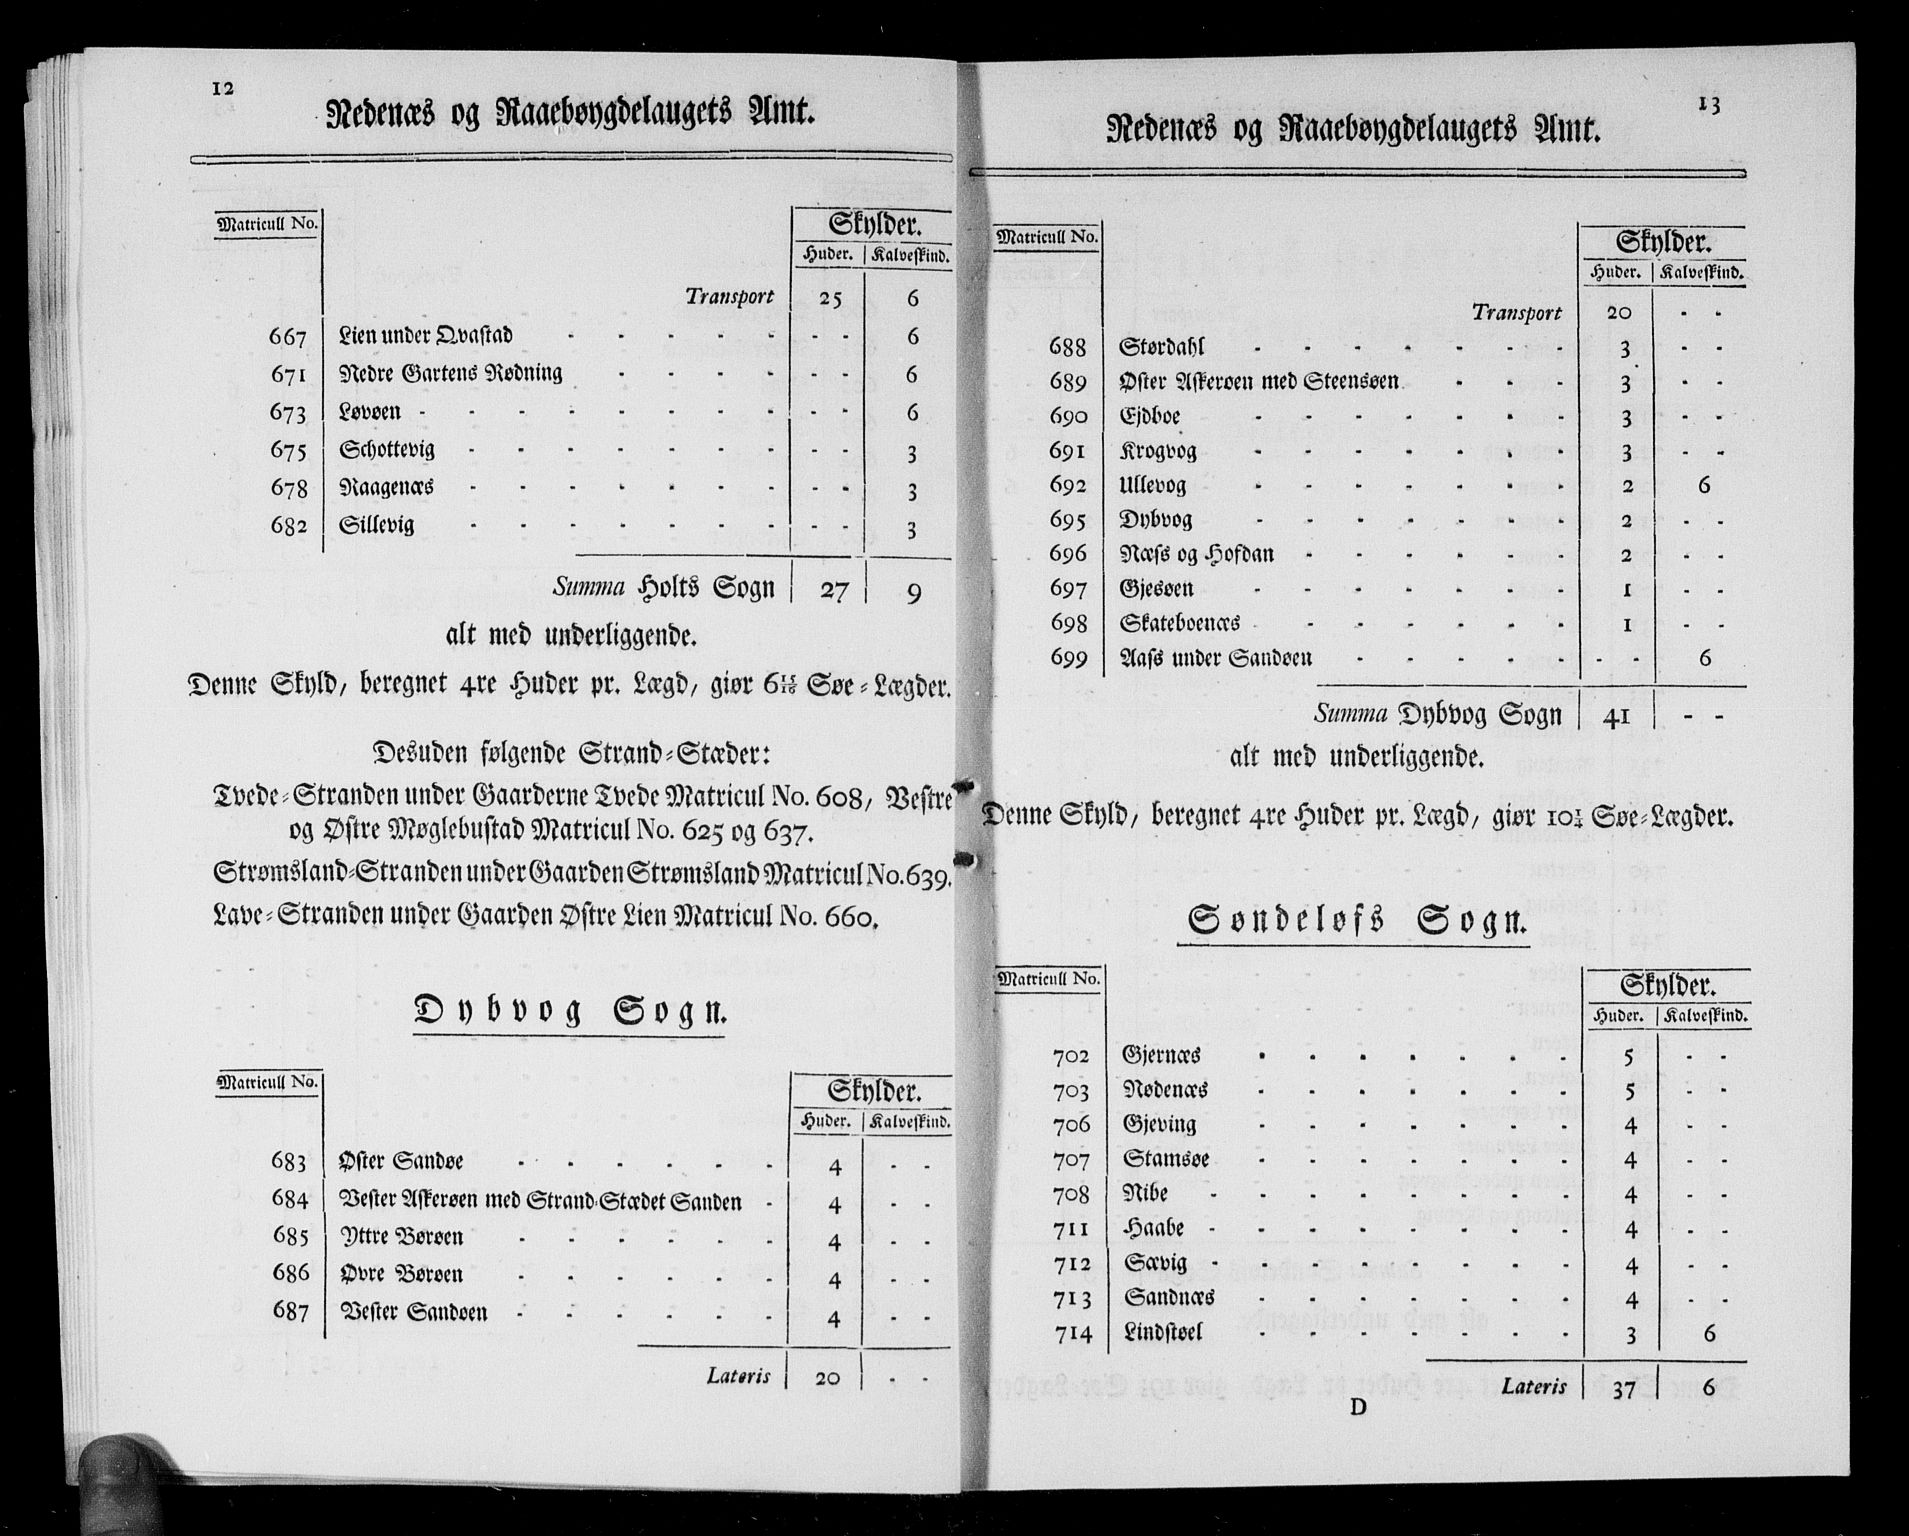 12
Nedenæs og Raaebøygdelaugets Amt.
Matricull No. Skylder.
Huder. Kalveskind.
Transport 25 6
667 Lien under Qvastad - - - - - - - 6
671 Nedre Gartens Rødning - - - - - - 6
673 Løvøen - - - - - - - - - - 6
675 Schottevig - - - - - - - - - 3
678 Raagenæs - - - - - - - - - 3
682 Sillevig - - - - - - - - - 3
Summa Holts Sogn 27 9
alt med underliggende.
Denne Skyld, beregnet 4re Huder pr. Lægd, giør 6 15/16 Søe-Lægder.
Desuden følgende Strand-Stæder:
Tvede-Stranden under Gaarderne Tvede Matricul No. 608, Vestre
og Østre Møglebustad Matricul No. 625 og 637.
Strømsland-Stranden under Gaarden Strømsland Matricul No. 639.
Lave-Stranden under Gaarden Østre Lien Matricul No. 660.
Dybvog Sogn.
Matricull No. Skylder.
Huder. Kalveskind.
683 Øster Sandøe - - - - - - 4 - -
684 Vester Askerøen med Strand-Stædet Sanden - 4 - -
685 Yttre Børøen - - - - - - 4 - -
686 Øvre Børøen - - - - - - 4 - -
687 Vester Sandøen - - - - - - 4 - -
Lateris 20 - -
13
Nedenæs og Raaebøygdelaugets Amt.
Matricull No. Skylder.
Huder. Kalveskind.
Transport 20 - -
688 Størdahl - - - - - - - 3 - -
689 Øster Askerøen med Steensøen - - - 3 - -
690 Ejdboe - - - - - - - 3 - -
691 Krogvog - - - - - - - 3 - -
692 Ullevog - - - - - - - 2 6
695 Dybvog - - - - - - - 2 - -
696 Næss og Hofdan - - - - - - 2 - -
697 Gjesøen - - - - - - - 1 - -
698 Skateboenæs - - - - - - 1 - -
699 Aass under Sandøen - - - - - - - 6
Summa Dybvog Sogn 41 - -
alt med underliggende.
Denne Skyld, beregnet 4re Huder pr. Lægd, giør 10 1/4 Søe-Lægder.
Søndeløfs Sogn.
Matricull No. Skylder.
Huder. Kalveskind.
702 Gjernæs - - - - - - - 5 - -
703 Nødenæs - - - - - - - 5 - -
706 Gjeving - - - - - - - 4 - -
707 Stamsøe - - - - - - - 4 - -
708 Nibe - - - - - - - - 4 - -
711 Haabe - - - - - - - - 4 - -
712 Sævig - - - - - - - - 4 - -
713 Sandnæs - - - - - - - 4 - -
714 Lindstøel - - - - - - - 3 6
Lateris 37 6
D